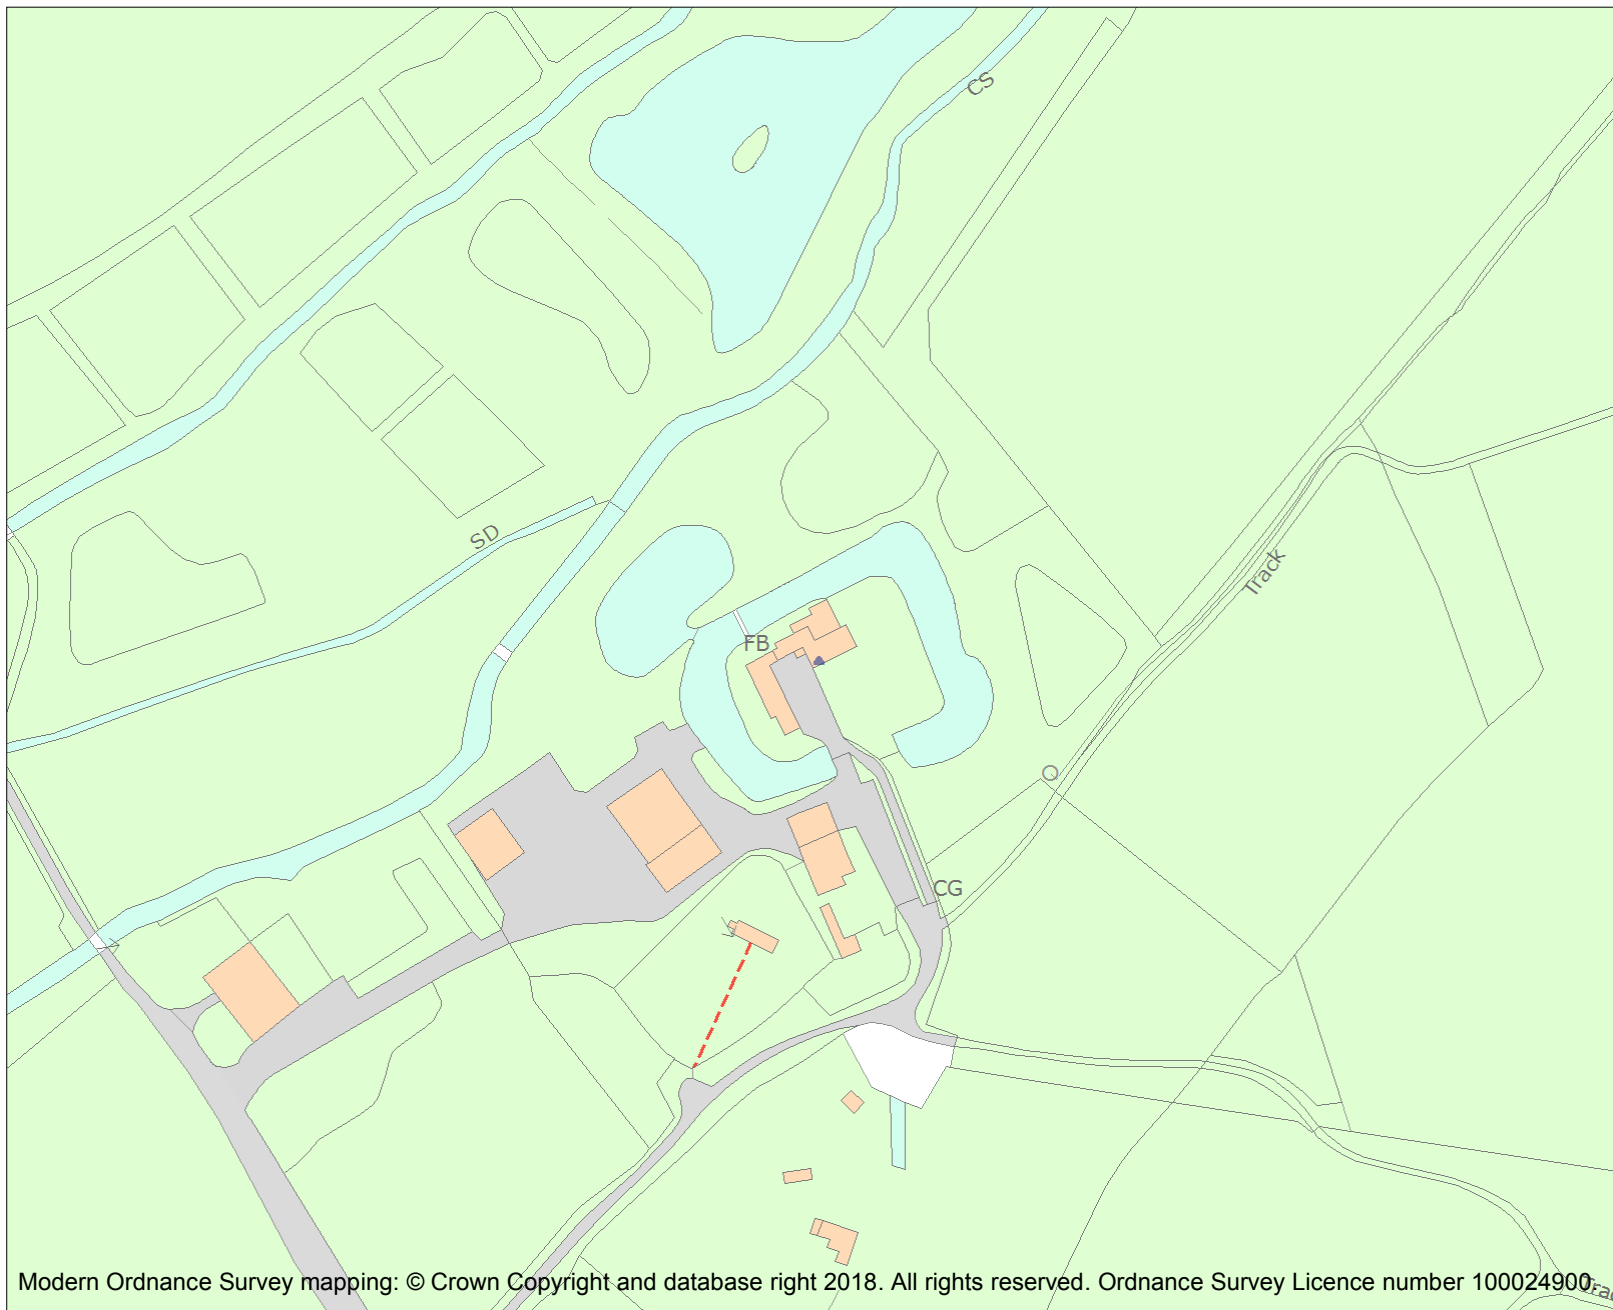 CS
SD
Track
FB
CG
Modern Ordnance Survey mapping: © Crown Copyright and database right 2018. All rights reserved. Ordnance Survey Licence number 100024900.